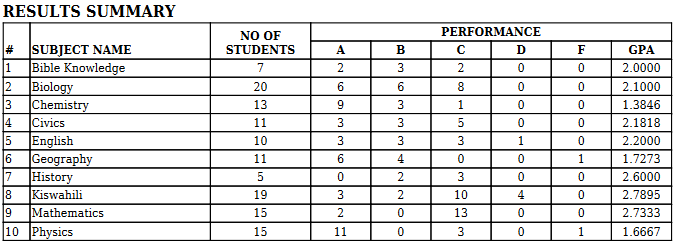 RESULTS SUMMARY
# SUBJECT NAME NO OF STUDENTS PERFORMANCE
A B C D F GPA
1 Bible Knowledge 7 2 3 2 0 0 2.0000
2 Biology 20 6 6 8 0 0 2.1000
3 Chemistry 13 9 3 1 0 0 1.3846
4 Civics 11 3 3 5 0 0 2.1818
5 English 10 3 3 3 1 0 2.2000
6 Geography 11 6 4 0 0 1 1.7273
7 History 5 0 2 3 0 0 2.6000
8 Kiswahili 19 3 2 10 4 0 2.7895
9 Mathematics 15 2 0 13 0 0 2.7333
10 Physics 15 11 0 3 0 1 1.6667